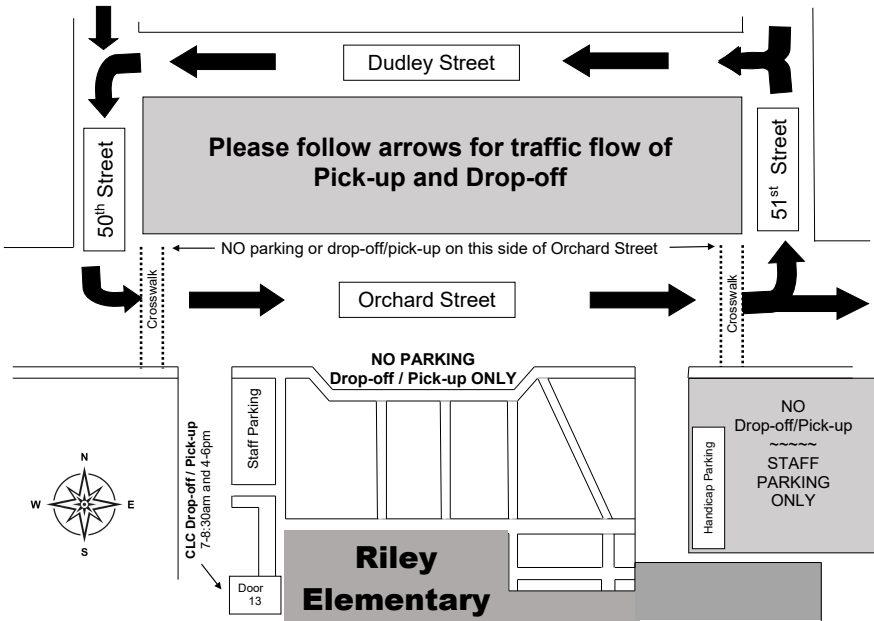 Dudley Street
Please follow arrows for traffic flow of
Pick-up and Drop-off
50th Street
51st Street
NO parking or drop-off/pick-up on this side of Orchard Street
Crosswalk
Orchard Street
Crosswalk
NO PARKING
Drop-off / Pick-up ONLY
CLC Drop-off / Pick-up
7-8:30am and 4-6pm
Staff Parking
Handicap Parking
NO
Drop-off/Pick-up
~~~~~
STAFF
PARKING
ONLY
N
W
E
S
Door
13
Riley
Elementary